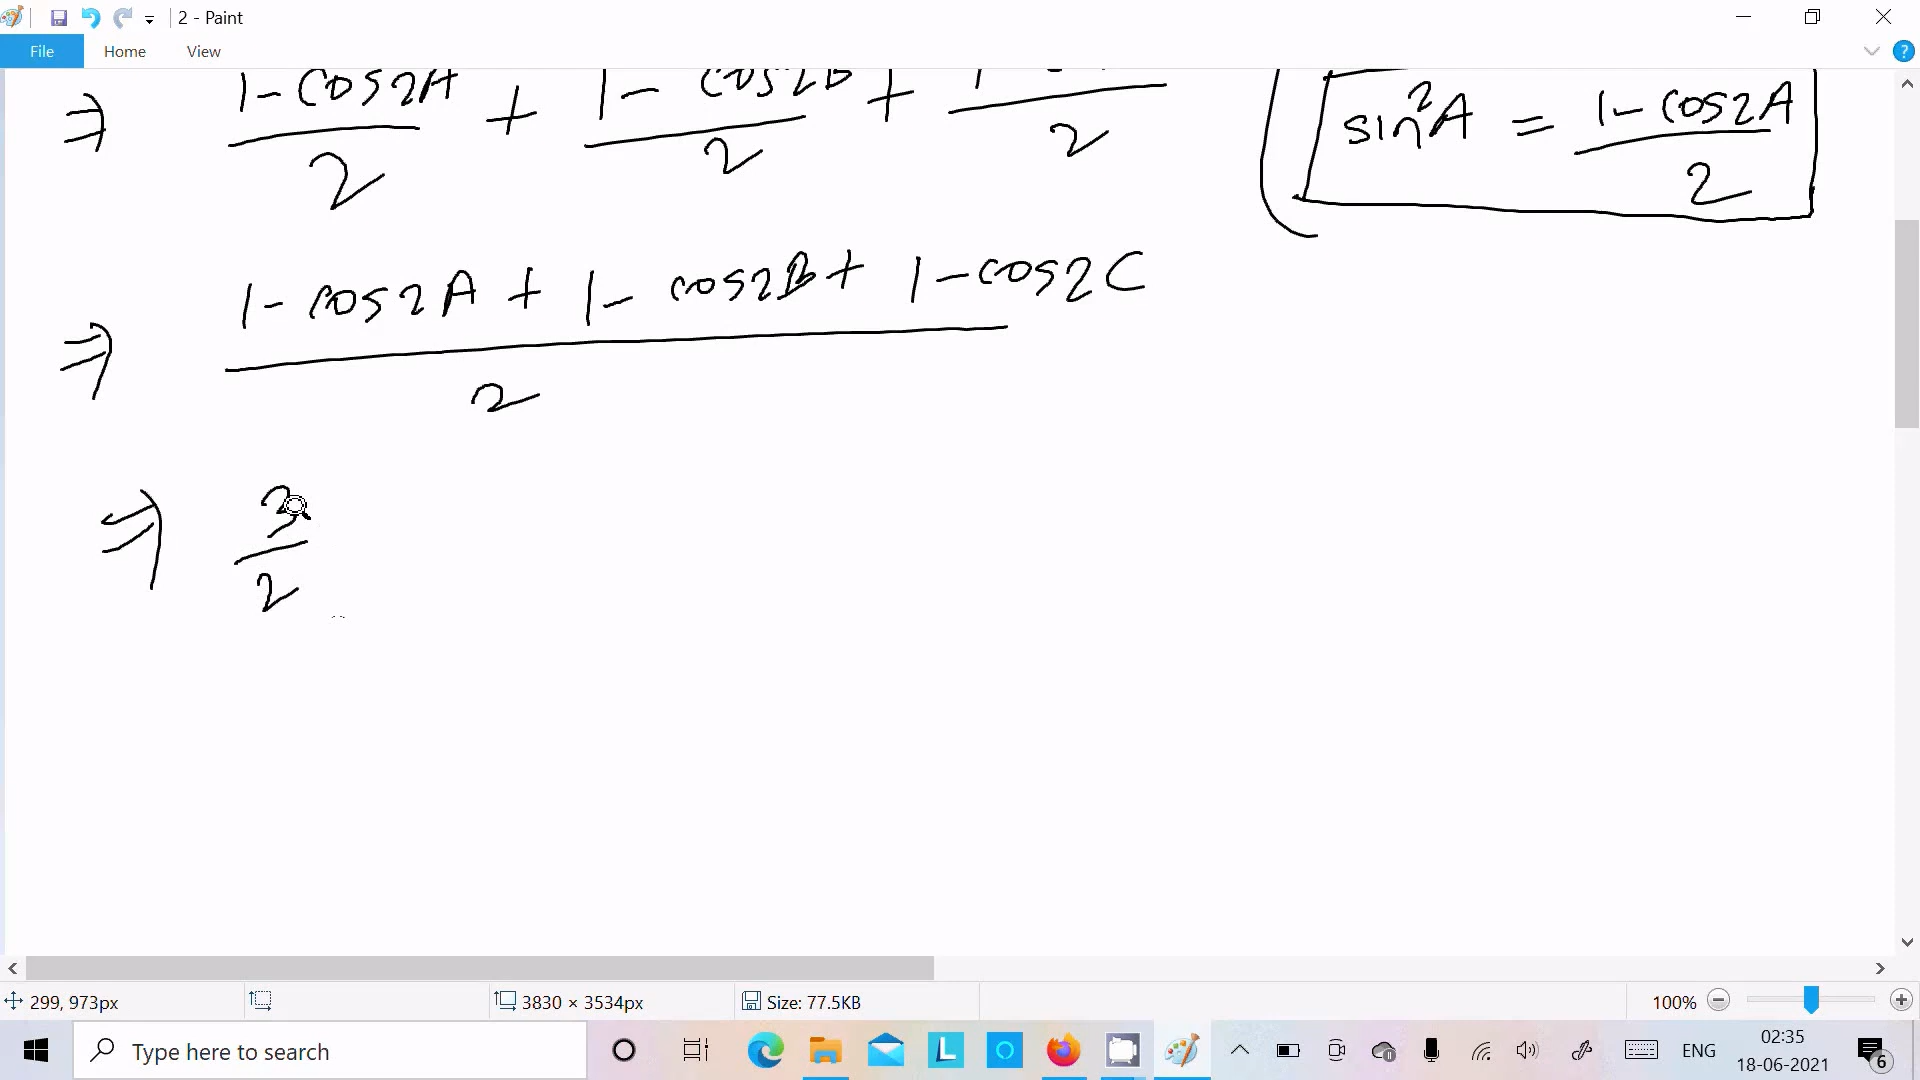 2 - Paint
File Home View
⇒ 1-cos2A/2 + 1-cos2B/2 + 1-/2
sin²A = 1-cos2A/2
⇒ 1-cos2A + 1-cos2B + 1-cos2C
2
⇒ 3/2
299, 973px 3830 × 3534px Size: 77.5KB 100%
Type here to search ENG 02:35
18-06-2021 6